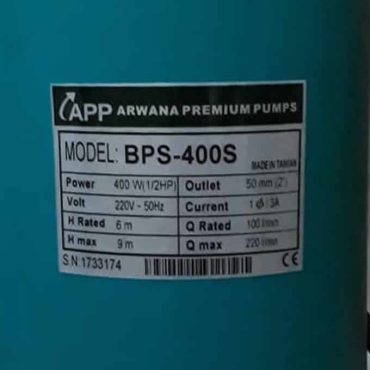 APP ARWANA PREMIUM PUMPS
MODEL: BPS-400S
MADE IN TAIWAN
Power 400 W(1/2HP) Outlet 50 mm (2")
Volt 220V - 50Hz Current 1 ϕ | 3A
H Rated 6 m Q Rated 100 l/min
H max 9 m Q max 220 l/min
S.N.1733174 CE